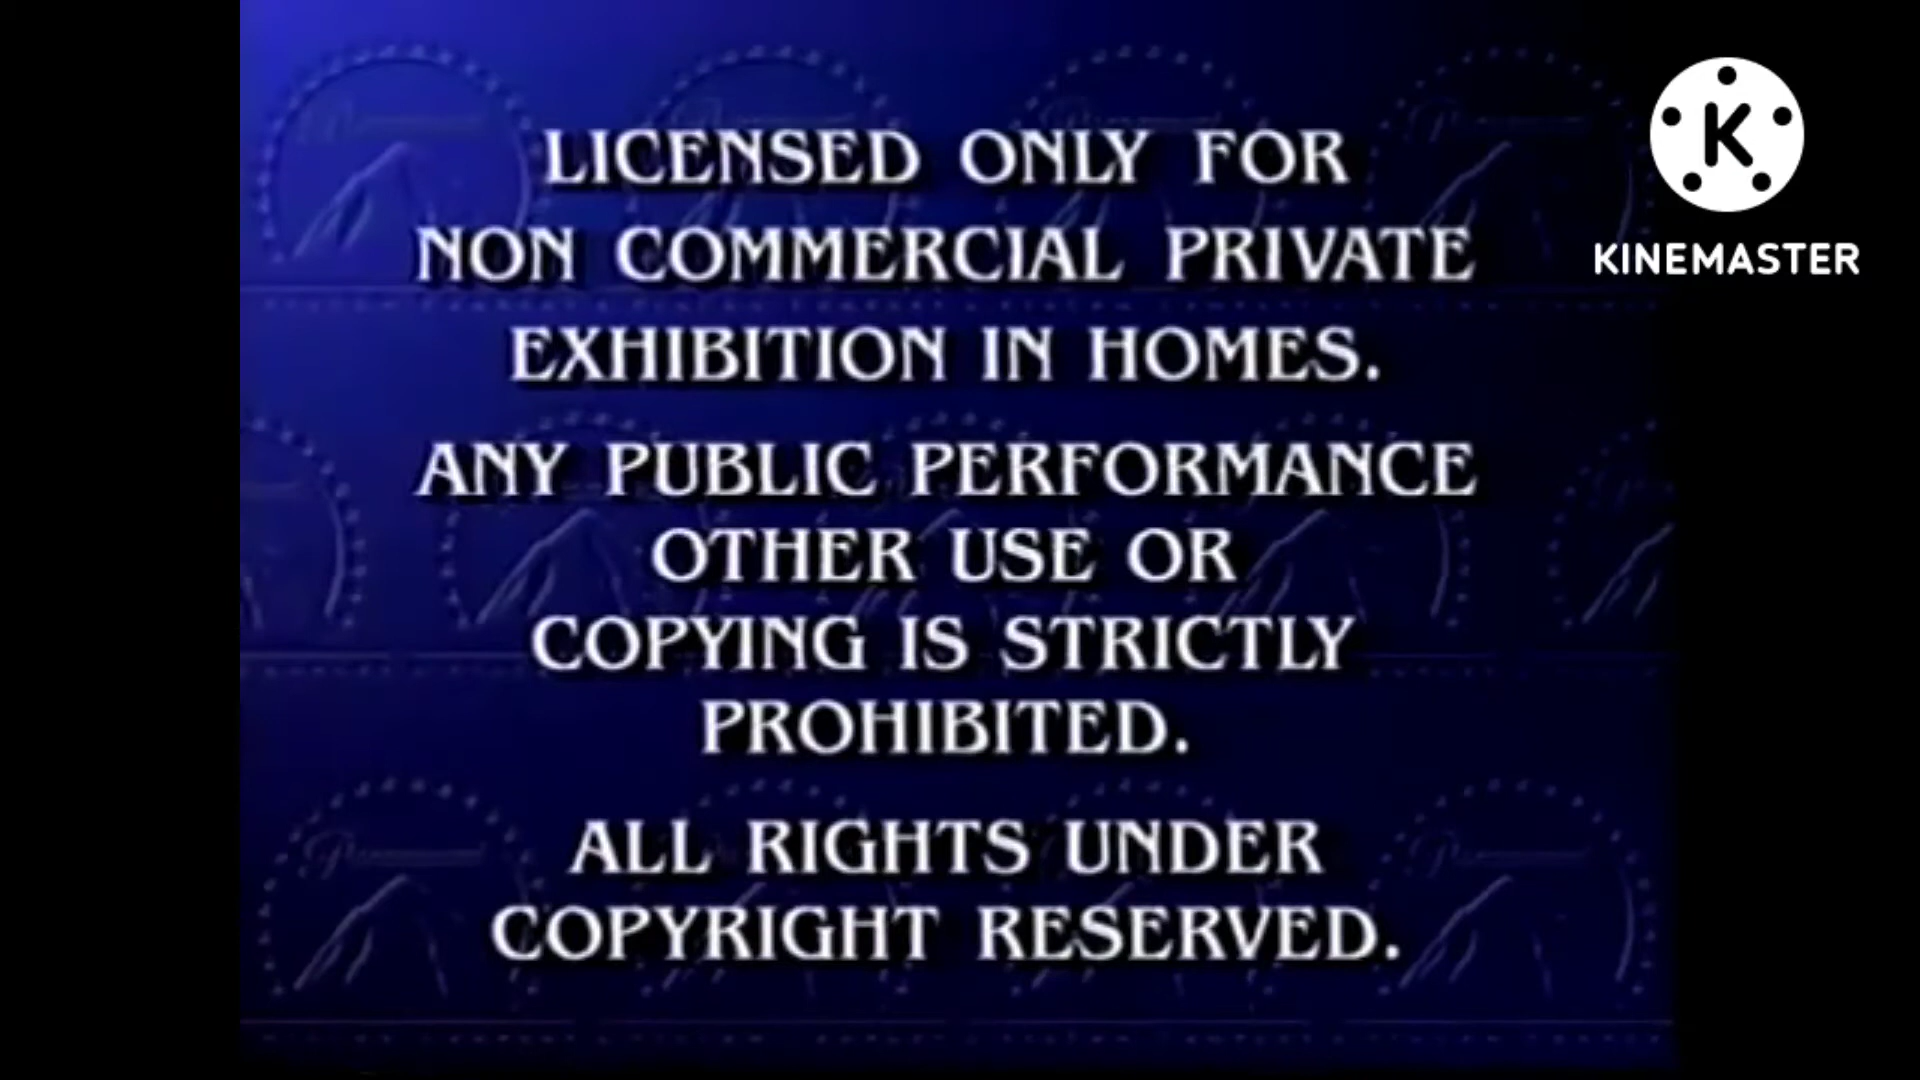 LICENSED ONLY FOR
NON COMMERCIAL PRIVATE
EXHIBITION IN HOMES.
ANY PUBLIC PERFORMANCE
OTHER USE OR
COPYING IS STRICTLY
PROHIBITED.
ALL RIGHTS UNDER
COPYRIGHT RESERVED.
K
KINEMASTER